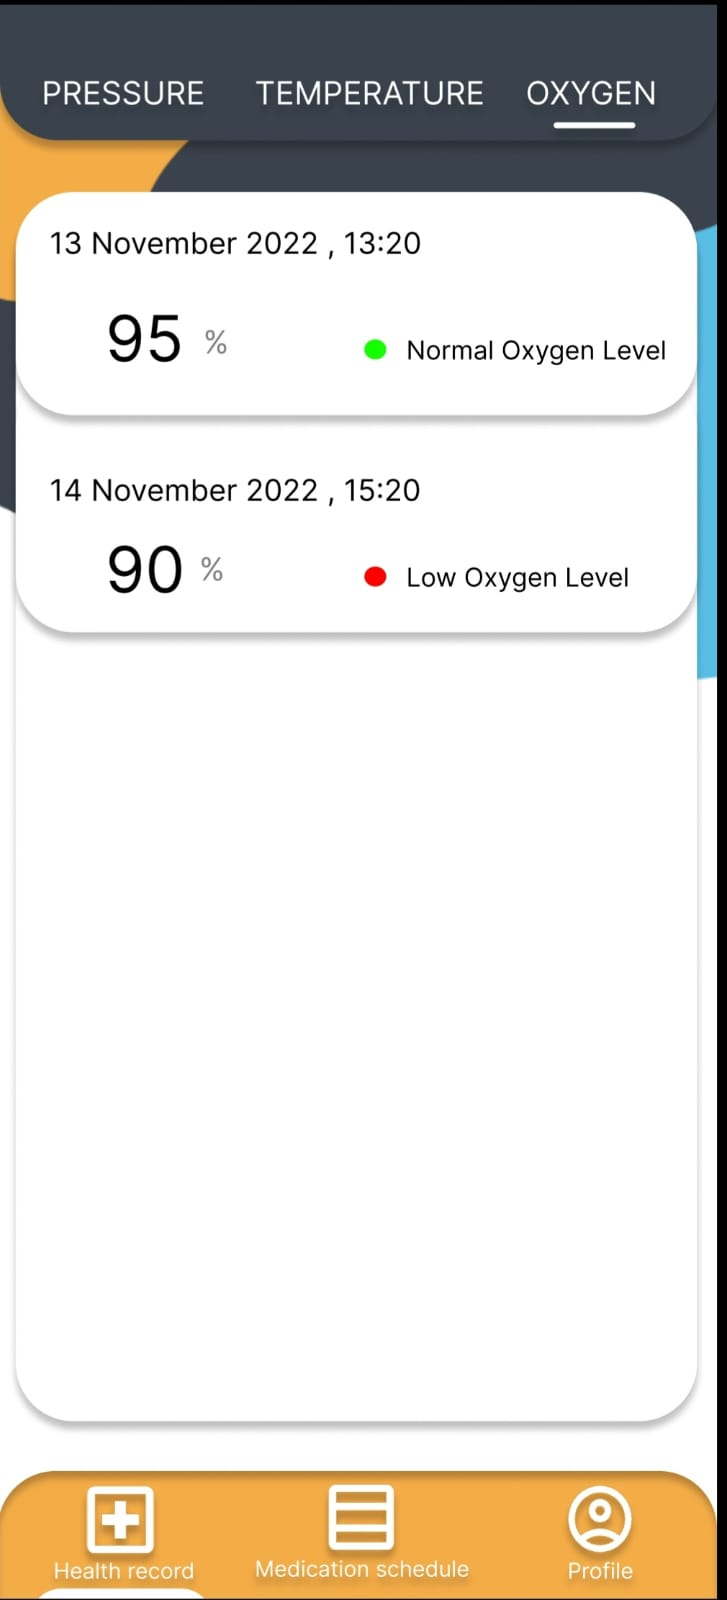 PRESSURE TEMPERATURE OXYGEN
13 November 2022 , 13:20
95 % Normal Oxygen Level
14 November 2022 , 15:20
90 % Low Oxygen Level
Health record Medication schedule Profile